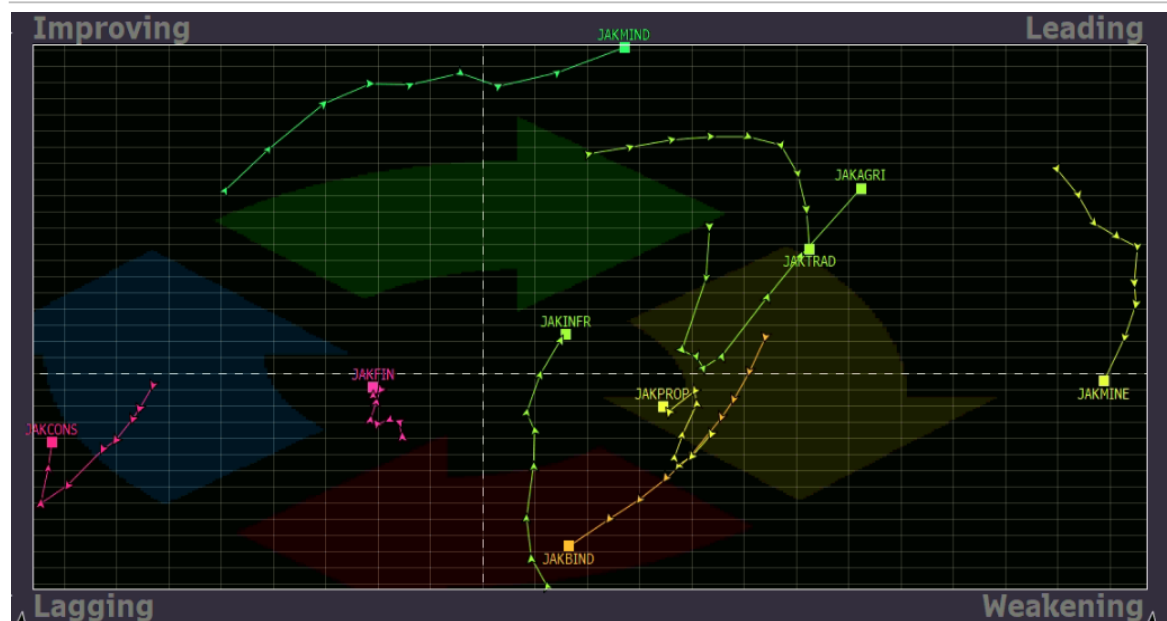 Improving
Leading
JAKMIND
JAKAGRI
JAKTRAD
JAKINFR
JAKFIN
JAKPROP
JAKMINE
JAKCONS
JAKBIND
Lagging
Weakening